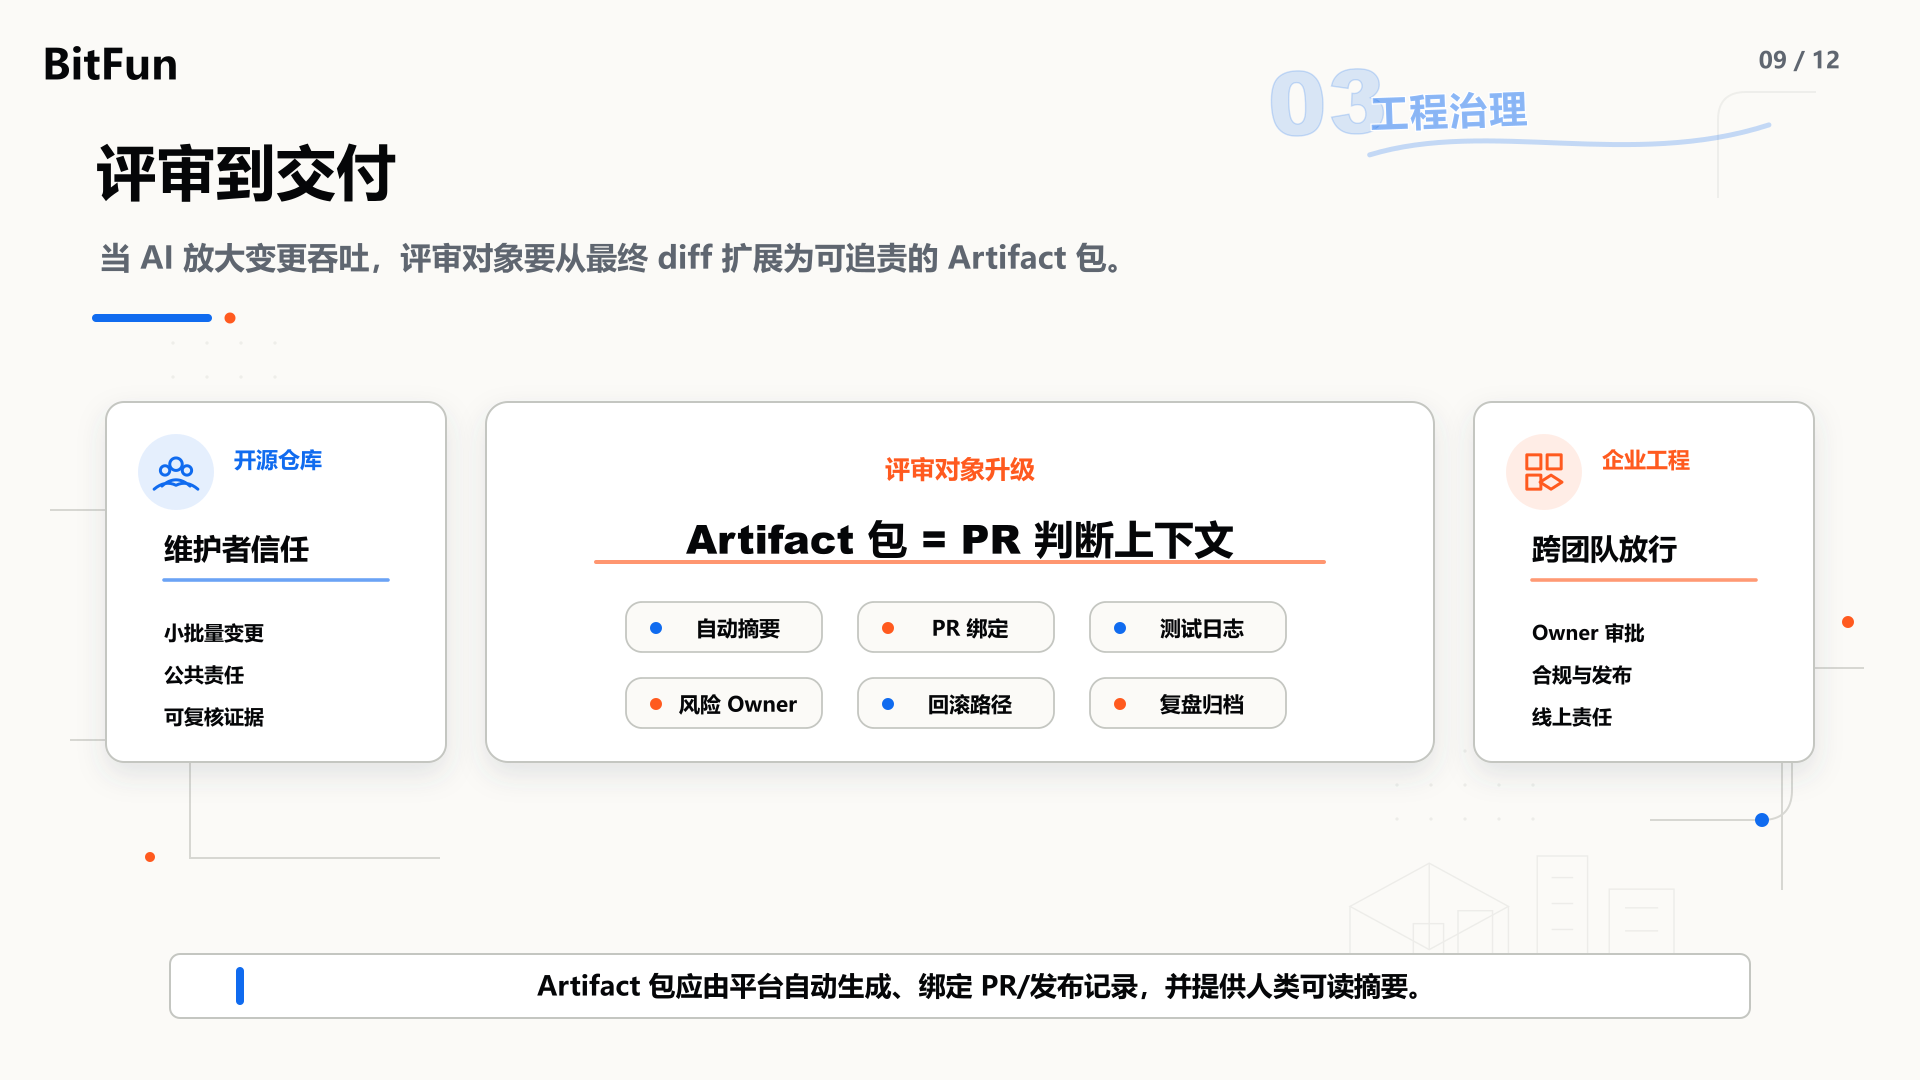 BitFun
09 / 12
03 工程治理
评审到交付
当 AI 放大变更吞吐，评审对象要从最终 diff 扩展为可追责的 Artifact 包。
开源仓库
维护者信任
小批量变更
公共责任
可复核证据
评审对象升级
Artifact 包 = PR 判断上下文
自动摘要
PR 绑定
测试日志
风险 Owner
回滚路径
复盘归档
企业工程
跨团队放行
Owner 审批
合规与发布
线上责任
Artifact 包应由平台自动生成、绑定 PR/发布记录，并提供人类可读摘要。